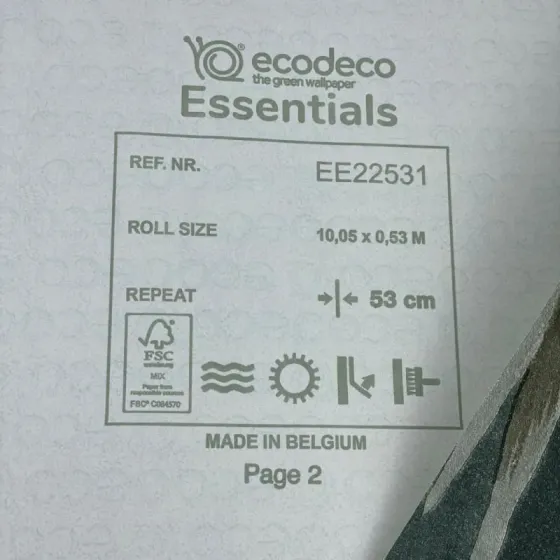 ecodeco®
the green wallpaper
Essentials
REF. NR. EE22531
ROLL SIZE 10,05 x 0,53 M
REPEAT 53 cm
FSC
MIX
Paper from
responsible sources
FSC® C084570
MADE IN BELGIUM
Page 2